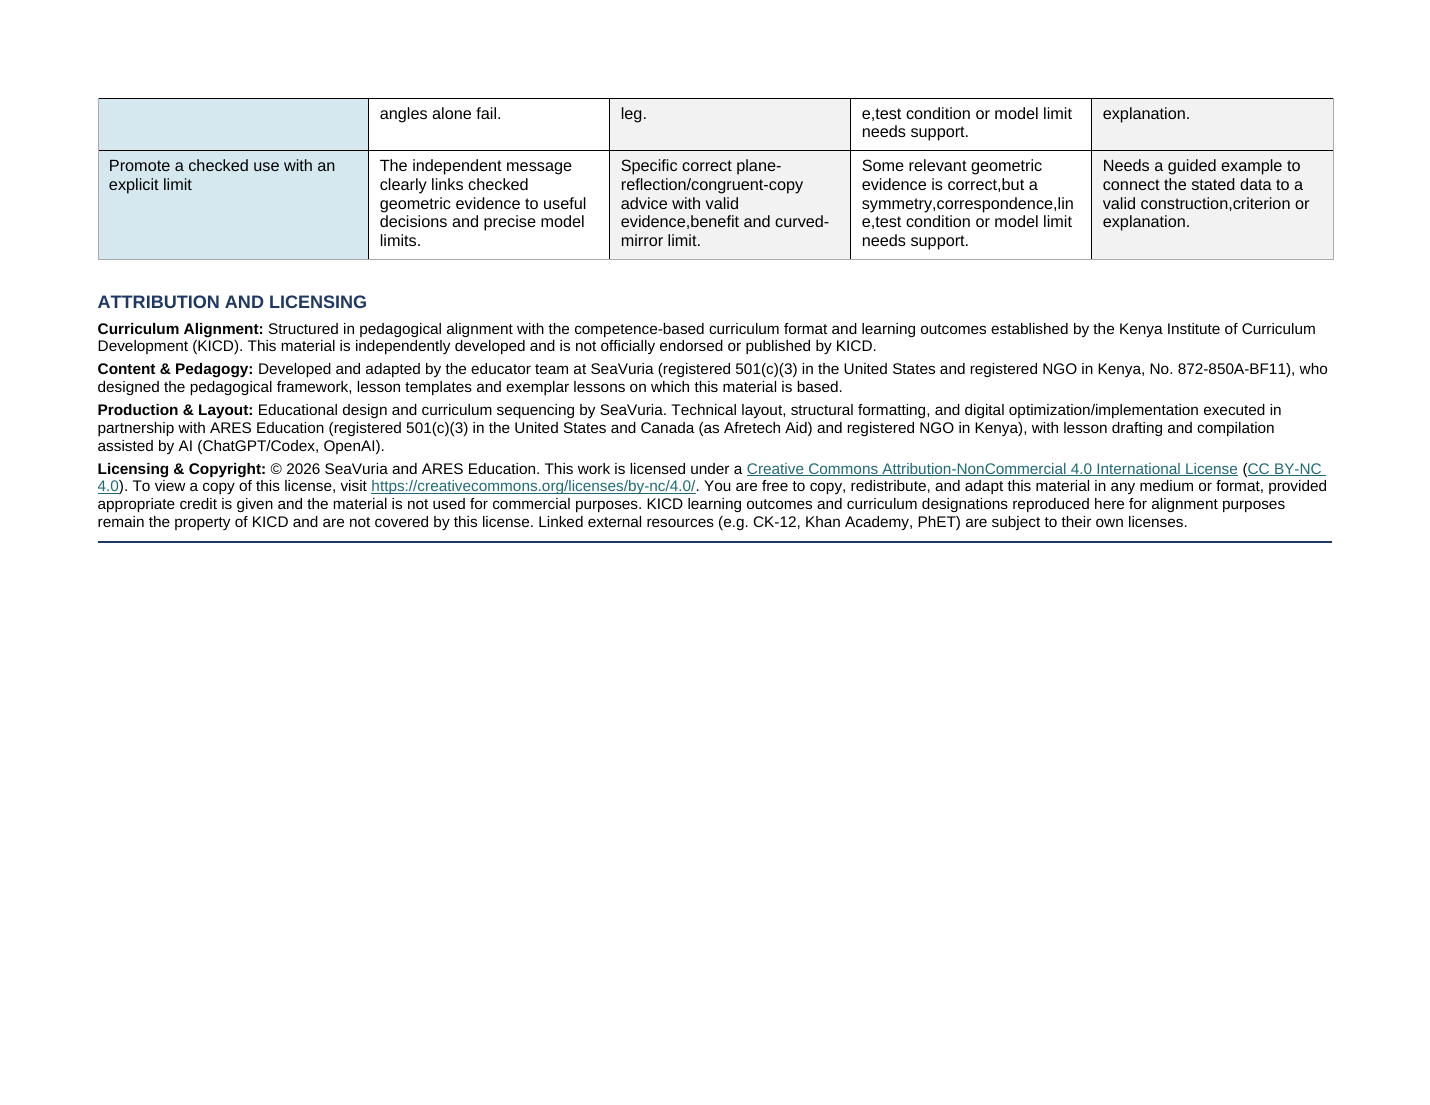 angles alone fail.
leg.
e,test condition or model limit
needs support.
explanation.
Promote a checked use with an
explicit limit
The independent message
clearly links checked
geometric evidence to useful
decisions and precise model
limits.
Specific correct plane-
reflection/congruent-copy
advice with valid
evidence,benefit and curved-
mirror limit.
Some relevant geometric
evidence is correct,but a
symmetry,correspondence,lin
e,test condition or model limit
needs support.
Needs a guided example to
connect the stated data to a
valid construction,criterion or
explanation.
ATTRIBUTION AND LICENSING
Curriculum Alignment: Structured in pedagogical alignment with the competence-based curriculum format and learning outcomes established by the Kenya Institute of Curriculum
Development (KICD). This material is independently developed and is not officially endorsed or published by KICD.
Content & Pedagogy: Developed and adapted by the educator team at SeaVuria (registered 501(c)(3) in the United States and registered NGO in Kenya, No. 872-850A-BF11), who
designed the pedagogical framework, lesson templates and exemplar lessons on which this material is based.
Production & Layout: Educational design and curriculum sequencing by SeaVuria. Technical layout, structural formatting, and digital optimization/implementation executed in
partnership with ARES Education (registered 501(c)(3) in the United States and Canada (as Afretech Aid) and registered NGO in Kenya), with lesson drafting and compilation
assisted by AI (ChatGPT/Codex, OpenAI).
Licensing & Copyright: © 2026 SeaVuria and ARES Education. This work is licensed under a Creative Commons Attribution-NonCommercial 4.0 International License (CC BY-NC
4.0). To view a copy of this license, visit https://creativecommons.org/licenses/by-nc/4.0/. You are free to copy, redistribute, and adapt this material in any medium or format, provided
appropriate credit is given and the material is not used for commercial purposes. KICD learning outcomes and curriculum designations reproduced here for alignment purposes
remain the property of KICD and are not covered by this license. Linked external resources (e.g. CK-12, Khan Academy, PhET) are subject to their own licenses.